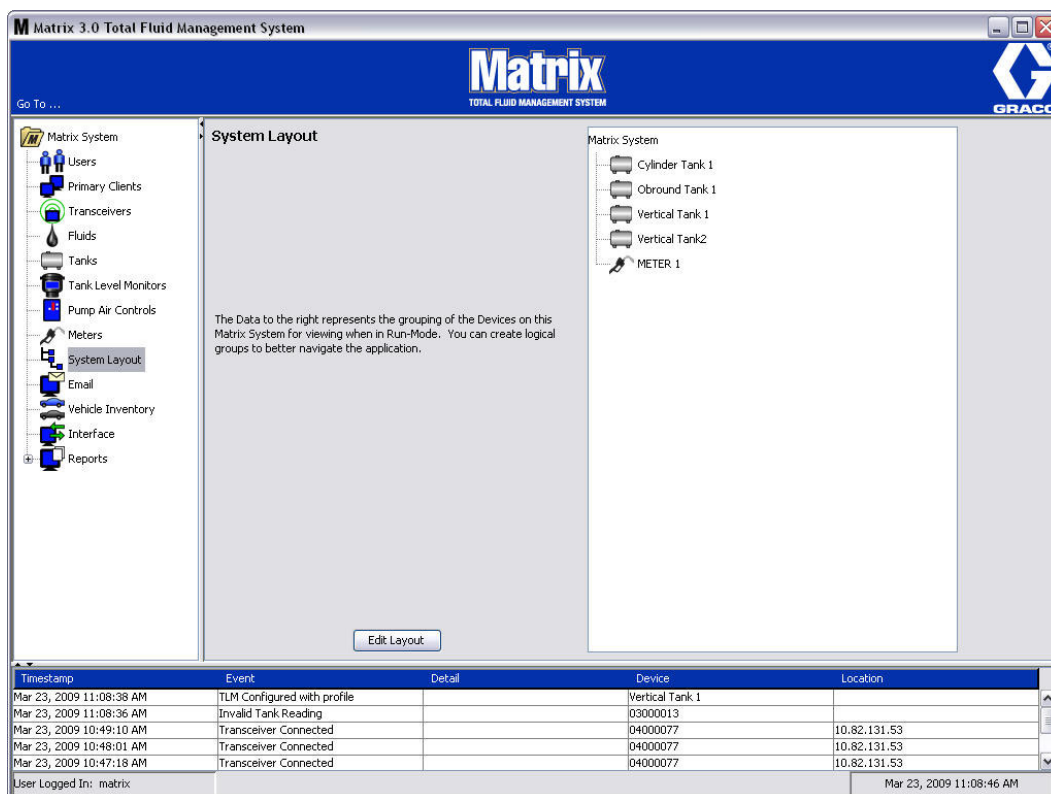 Matrix 3.0 Total Fluid Management System
Matrix
TOTAL FLUID MANAGEMENT SYSTEM
GRACO
Go To ...
Matrix System
Users
Primary Clients
Transceivers
Fluids
Tanks
Tank Level Monitors
Pump Air Controls
Meters
System Layout
Email
Vehicle Inventory
Interface
Reports
System Layout
The Data to the right represents the grouping of the Devices on this
Matrix System for viewing when in Run-Mode. You can create logical
groups to better navigate the application.
Edit Layout
Matrix System
Cylinder Tank 1
Obround Tank 1
Vertical Tank 1
Vertical Tank2
METER 1
Timestamp Event Detail Device Location
Mar 23, 2009 11:08:38 AM TLM Configured with profile Vertical Tank 1
Mar 23, 2009 11:08:36 AM Invalid Tank Reading 03000013
Mar 23, 2009 10:49:10 AM Transceiver Connected 04000077 10.82.131.53
Mar 23, 2009 10:48:01 AM Transceiver Connected 04000077 10.82.131.53
Mar 23, 2009 10:47:18 AM Transceiver Connected 04000077 10.82.131.53
User Logged In: matrix Mar 23, 2009 11:08:46 AM